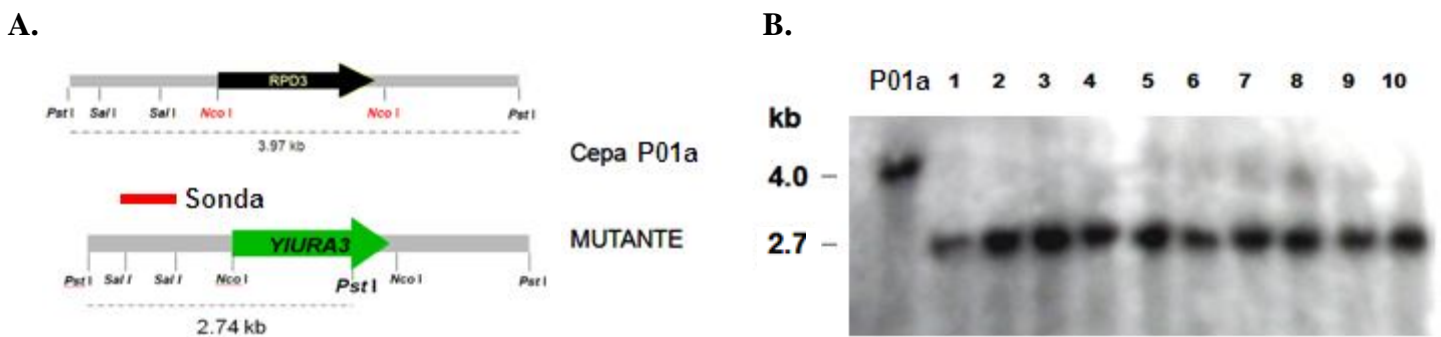 A.
RPD3
Pst I Sal I Sal I Nco I Nco I Pst I
3.97 kb
Cepa P01a
Sonda
YlURA3
MUTANTE
Pst I Sal I Sal I Nco I Pst I Nco I Pst I
2.74 kb
B.
P01a 1 2 3 4 5 6 7 8 9 10
kb
4.0
2.7